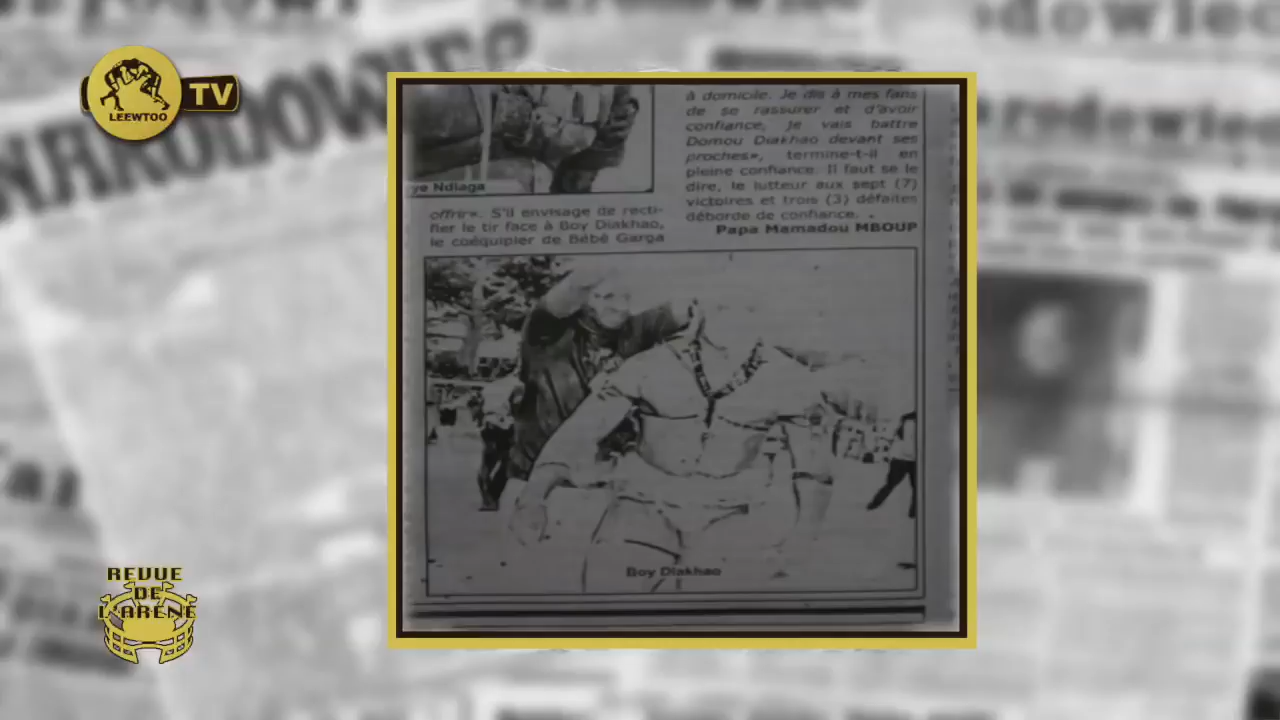 LEEWTOO
TV
NARODOWIEC
ye Ndiaga
offrir«. S'il envisage de recti-
fier le tir face à Boy Diakhao,
le coéquipier de Bébé Garga
à domicile. Je dis à mes fans
de se rassurer et d'avoir
confiance, je vais battre
Domou Diakhao devant ses
proches», termine-t-il en
pleine confiance. Il faut se le
dire, le lutteur aux sept (7)
victoires et trois (3) défaites
déborde de confiance.
Papa Mamadou MBOUP
Boy Diakhao
REVUE
DE
L'ARENE